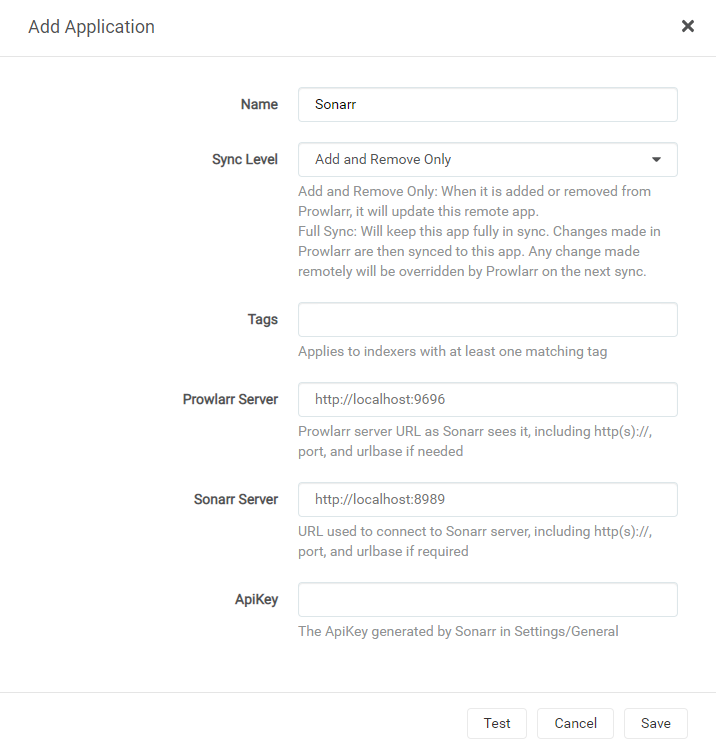 Add Application
Name
Sonarr
Sync Level
Add and Remove Only
Add and Remove Only: When it is added or removed from
Prowlarr, it will update this remote app.
Full Sync: Will keep this app fully in sync. Changes made in
Prowlarr are then synced to this app. Any change made
remotely will be overridden by Prowlarr on the next sync.
Tags
Applies to indexers with at least one matching tag
Prowlarr Server
http://localhost:9696
Prowlarr server URL as Sonarr sees it, including http(s)://,
port, and urlbase if needed
Sonarr Server
http://localhost:8989
URL used to connect to Sonarr server, including http(s)://,
port, and urlbase if required
ApiKey
The ApiKey generated by Sonarr in Settings/General
Test
Cancel
Save